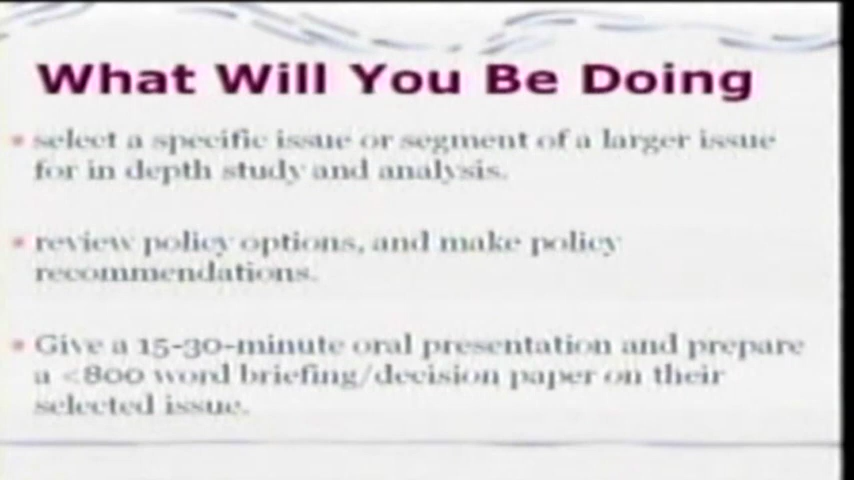 What Will You Be Doing
select a specific issue or segment of a larger issue
for in depth study and analysis.
review policy options, and make policy
recommendations.
Give a 15-30-minute oral presentation and prepare
a <800 word briefing/decision paper on their
selected issue.